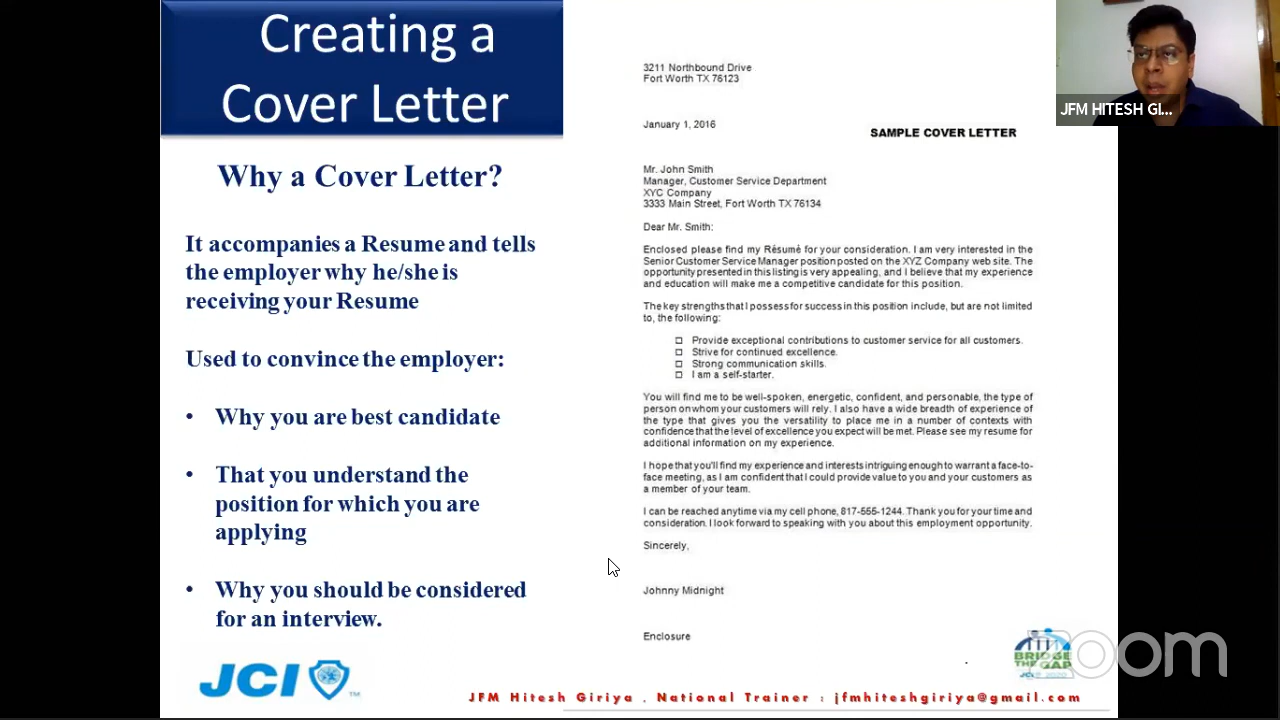 Creating a
Cover Letter
Why a Cover Letter?
It accompanies a Resume and tells
the employer why he/she is
receiving your Resume
Used to convince the employer:
• Why you are best candidate
• That you understand the
position for which you are
applying
• Why you should be considered
for an interview.
JCI
TM
3211 Northbound Drive
Fort Worth TX 76123
January 1, 2016
SAMPLE COVER LETTER
Mr. John Smith
Manager, Customer Service Department
XYC Company
3333 Main Street, Fort Worth TX 76134
Dear Mr. Smith:
Enclosed please find my Résumé for your consideration. I am very interested in the
Senior Customer Service Manager position posted on the XYZ Company web site. The
opportunity presented in this listing is very appealing, and I believe that my experience
and education will make me a competitive candidate for this position.
The key strengths that I possess for success in this position include, but are not limited
to, the following:
□ Provide exceptional contributions to customer service for all customers.
□ Strive for continued excellence.
□ Strong communication skills.
□ I am a self-starter.
You will find me to be well-spoken, energetic, confident, and personable, the type of
person on whom your customers will rely. I also have a wide breadth of experience of
the type that gives you the versatility to place me in a number of contexts with
confidence that the level of excellence you expect will be met. Please see my resume for
additional information on my experience.
I hope that you'll find my experience and interests intriguing enough to warrant a face-to-
face meeting, as I am confident that I could provide value to you and your customers as
a member of your team.
I can be reached anytime via my cell phone, 817-555-1244. Thank you for your time and
consideration. I look forward to speaking with you about this employment opportunity.
Sincerely,
Johnny Midnight
Enclosure
BRIDGE
THE GAP
JCI
zoom
JFM Hitesh Giriya , National Trainer : jfmhiteshgiriya@gmail.com
JFM HITESH GI...